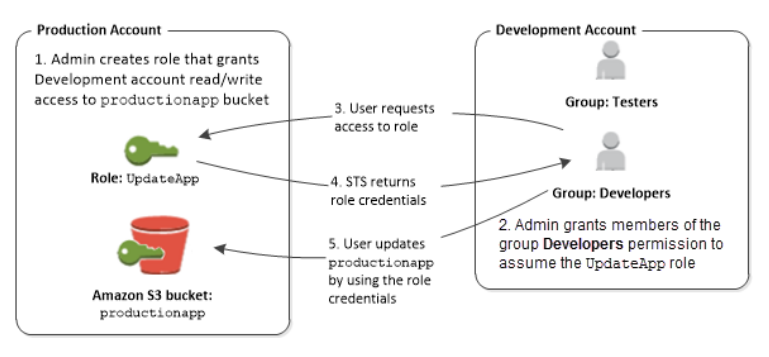 Production Account
1. Admin creates role that grants
Development account read/write
access to productionapp bucket
Role: UpdateApp
Amazon S3 bucket:
productionapp
3. User requests
access to role
4. STS returns
role credentials
5. User updates
productionapp
by using the role
credentials
Development Account
Group: Testers
Group: Developers
2. Admin grants members of the
group Developers permission to
assume the UpdateApp role